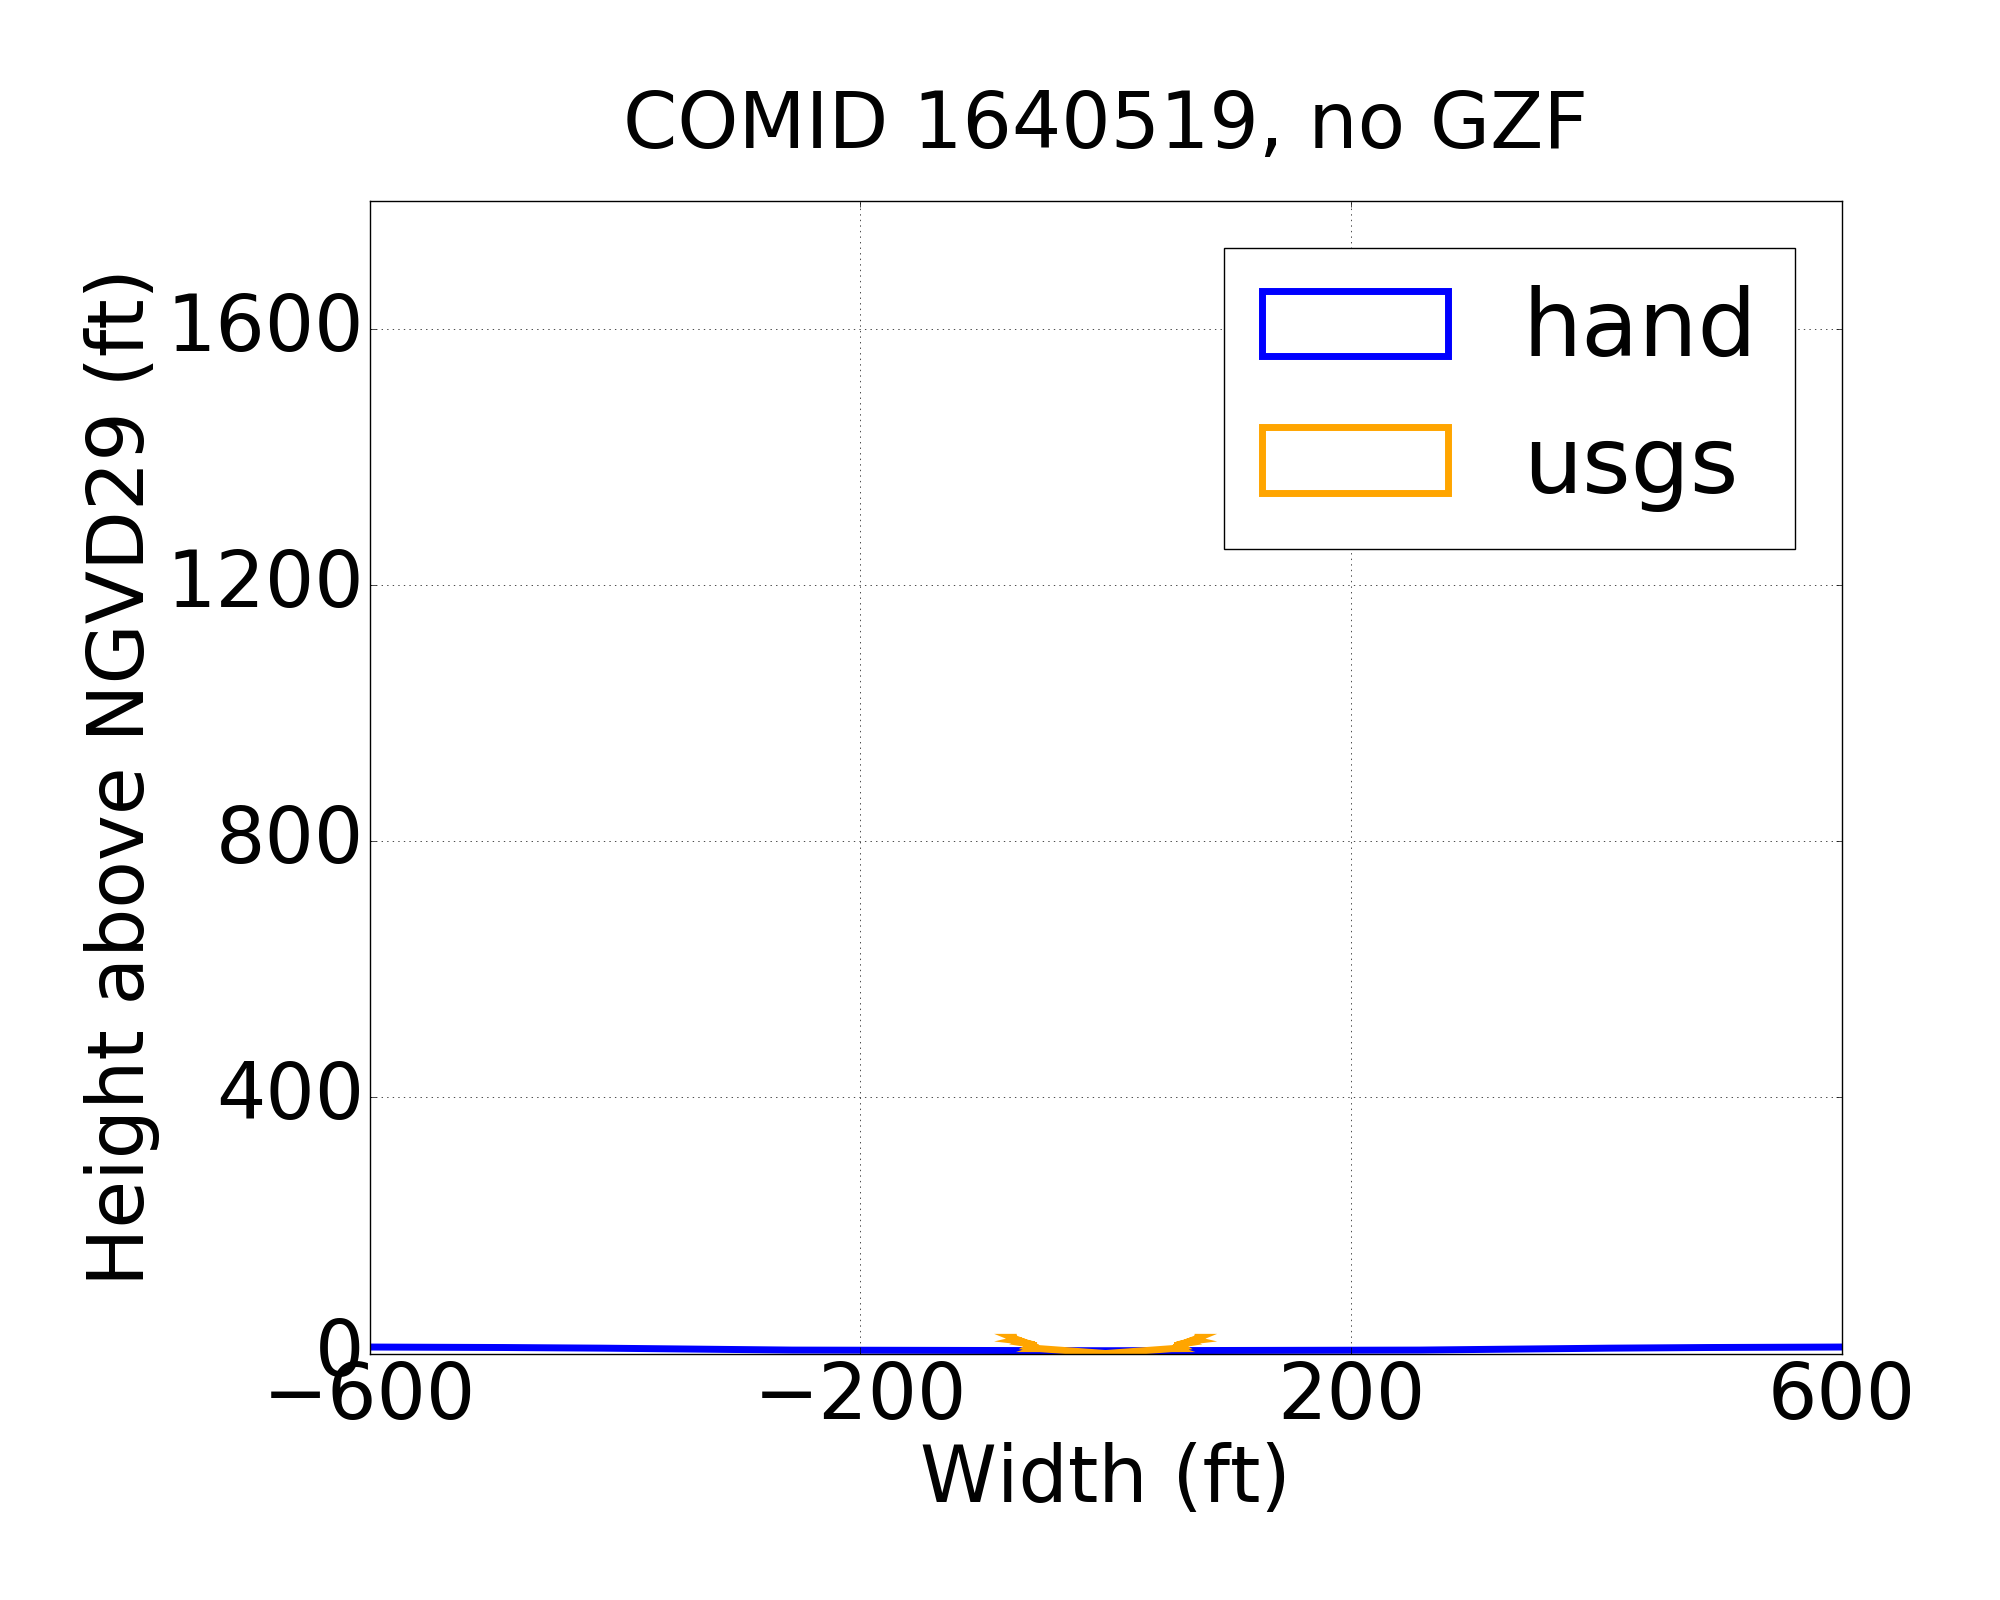 COMID 1640519, no GZF
Height above NGVD29 (ft)
1600
1200
800
400
0
hand
usgs
−600
−200
200
600
Width (ft)